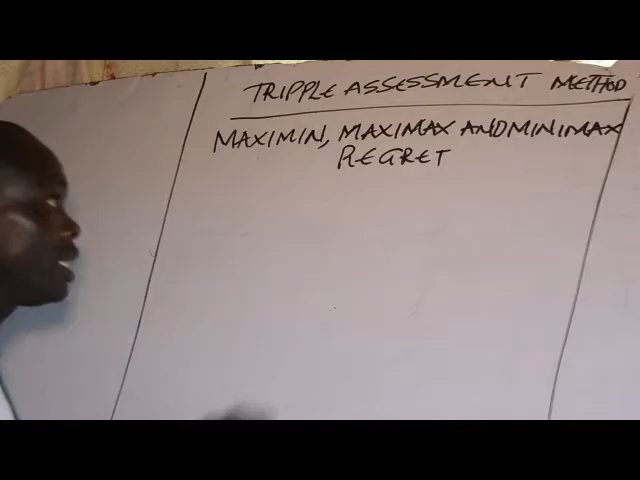 TRIPPLE ASSESSMENT METHOD
MAXIMIN, MAXIMAX AND MINIMAX
REGRET